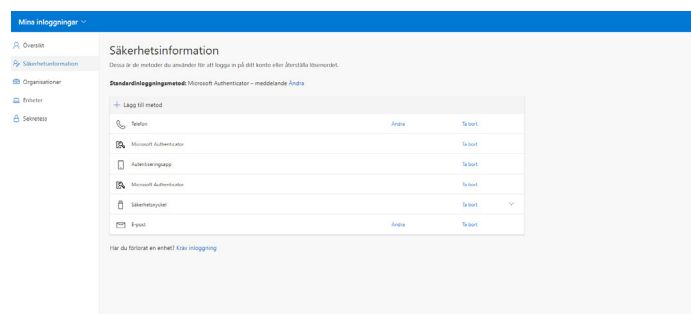 Mina inloggningar
Översikt
Säkerhetsinformation
Organisationer
Enheter
Sekretess
Säkerhetsinformation
Dessa är de metoder du använder för att logga in på ditt konto eller återställa lösenordet.
Standardinloggningsmetod: Microsoft Authenticator – meddelande Ändra
Lägg till metod
Telefon Ändra Ta bort
Microsoft Authenticator Ta bort
Autentiseringsapp Ta bort
Microsoft Authenticator Ta bort
Säkerhetsnyckel Ta bort
E-post Ändra Ta bort
Har du förlorat en enhet? Kräv inloggning